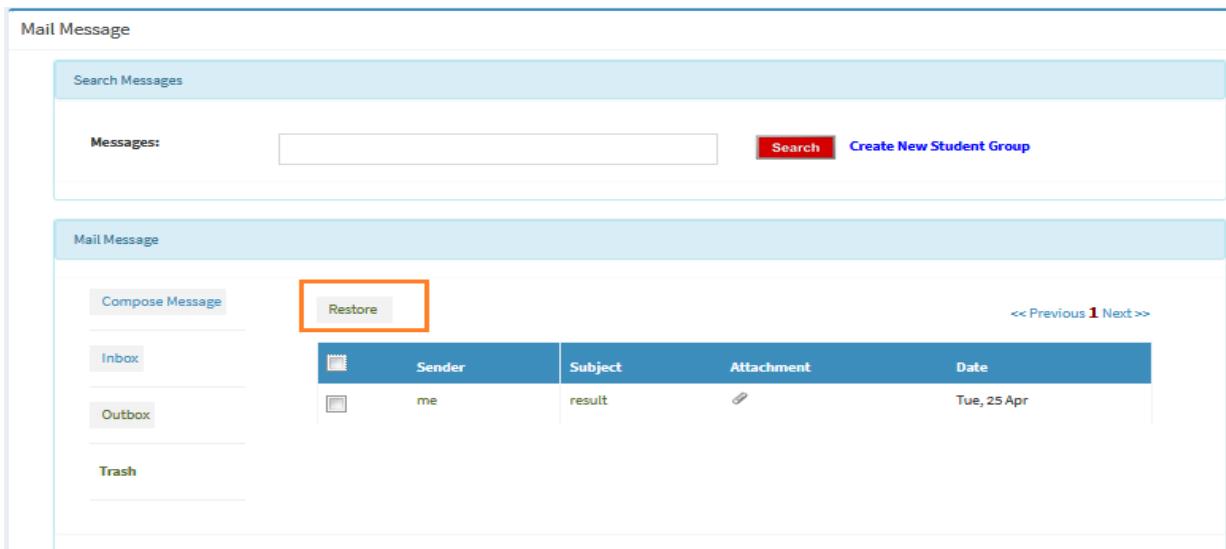 Mail Message
Search Messages
Messages: Search Create New Student Group
Mail Message
Compose Message
Restore
<< Previous 1 Next >>
Inbox
Sender Subject Attachment Date
me result Tue, 25 Apr
Outbox
Trash